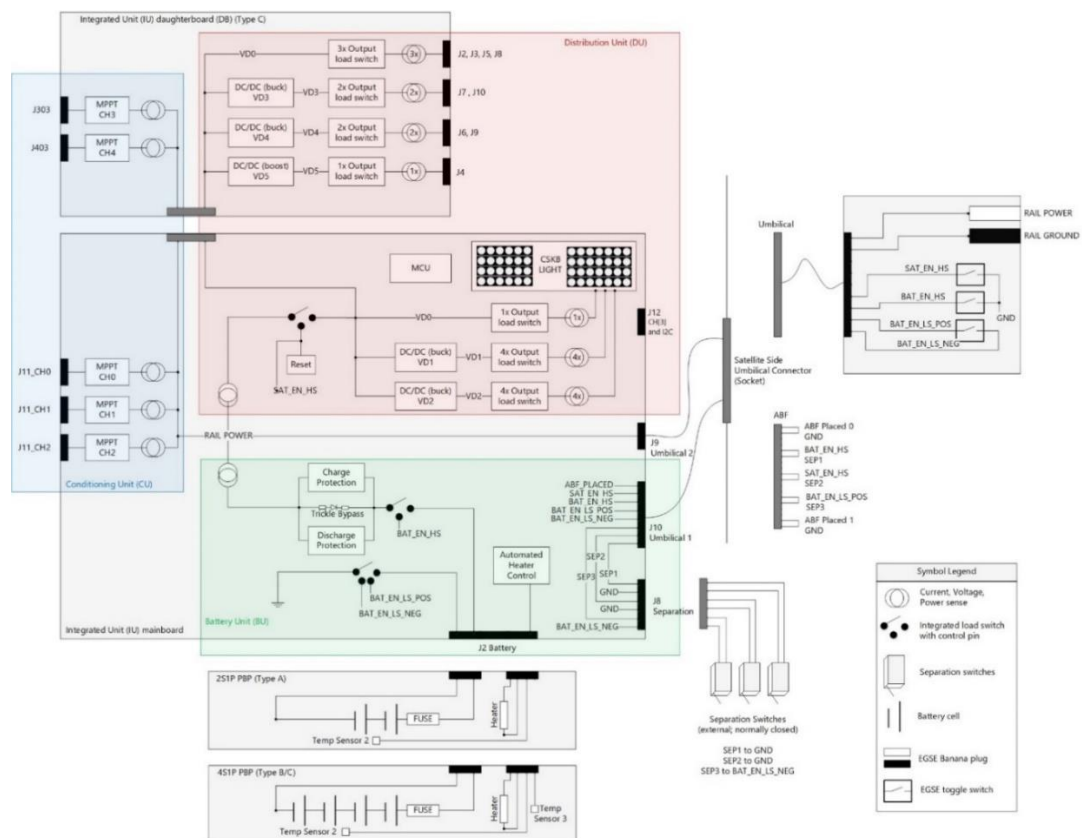 Integrated Unit (IU) daughterboard (DB) (Type C)
Distribution Unit (DU)
VD0
3x Output
load switch
3x
J2, J3, J5, J8
DC/DC (buck)
VD3
VD3
2x Output
load switch
2x
J7 , J10
DC/DC (buck)
VD4
VD4
2x Output
load switch
2x
J6, J9
DC/DC (boost)
VD5
VD5
1x Output
load switch
1x
J4
J303
MPPT
CH3
J403
MPPT
CH4
MCU
CSKB
LIGHT
VD0
1x Output
load switch
1x
J12
CH[3]
and I2C
Reset
SAT_EN_HS
DC/DC (buck)
VD1
VD1
4x Output
load switch
4x
DC/DC (buck)
VD2
VD2
4x Output
load switch
4x
J11_CH0
MPPT
CH0
J11_CH1
MPPT
CH1
J11_CH2
MPPT
CH2
Conditioning Unit (CU)
RAIL POWER
J9
Umbilical 2
Charge
Protection
Trickle Bypass
Discharge
Protection
BAT_EN_HS
BAT_EN_LS_POS
BAT_EN_LS_NEG
Automated
Heater
Control
ABF_PLACED
SAT_EN_HS
BAT_EN_HS
BAT_EN_LS_POS
BAT_EN_LS_NEG
J10
Umbilical 1
SEP2
SEP3
SEP1
GND
GND
BAT_EN_LS_NEG
J8
Separation
Battery Unit (BU)
Integrated Unit (IU) mainboard
J2 Battery
Umbilical
Satellite Side
Umbilical Connector
(Socket)
RAIL POWER
RAIL GROUND
SAT_EN_HS
BAT_EN_HS
GND
BAT_EN_LS_POS
BAT_EN_LS_NEG
ABF
ABF Placed 0
GND
BAT_EN_HS
SEP1
SAT_EN_HS
SEP2
BAT_EN_LS_POS
SEP3
ABF Placed 1
GND
Separation Switches
(external; normally closed)
SEP1 to GND
SEP2 to GND
SEP3 to BAT_EN_LS_NEG
Symbol Legend
Current, Voltage,
Power sense
Integrated load switch
with control pin
Separation switches
Battery cell
EGSE Banana plug
EGSE toggle switch
2S1P PBP (Type A)
FUSE
Heater
Temp Sensor 2
4S1P PBP (Type B/C)
FUSE
Heater
Temp
Sensor 3
Temp Sensor 2